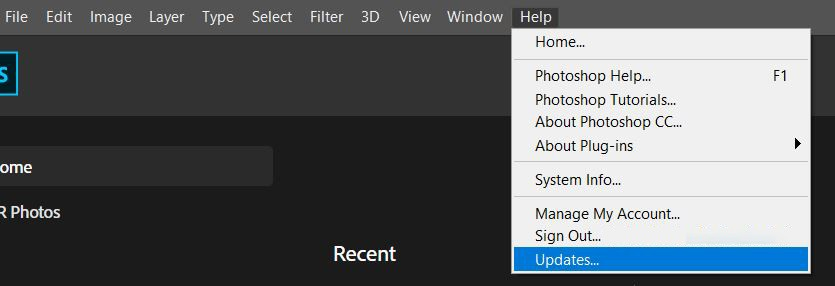 File Edit Image Layer Type Select Filter 3D View Window Help
Home...
Photoshop Help... F1
Photoshop Tutorials...
About Photoshop CC...
About Plug-ins
System Info...
Manage My Account...
Sign Out...
Updates...
s
ome
R Photos
Recent